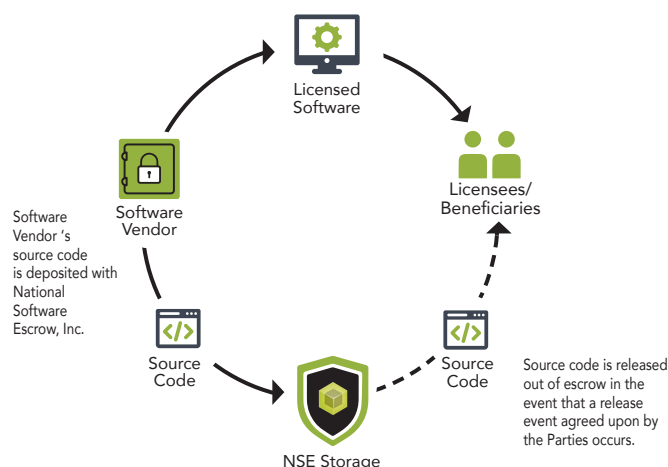 Licensed
Software
Licensees/
Beneficiaries
Software
Vendor
Software
Vendor 's
source code
is deposited with
National
Software
Escrow, Inc.
</>
Source
Code
</>
Source
Code
Source code is released
out of escrow in the
event that a release
event agreed upon by
the Parties occurs.
NSE Storage